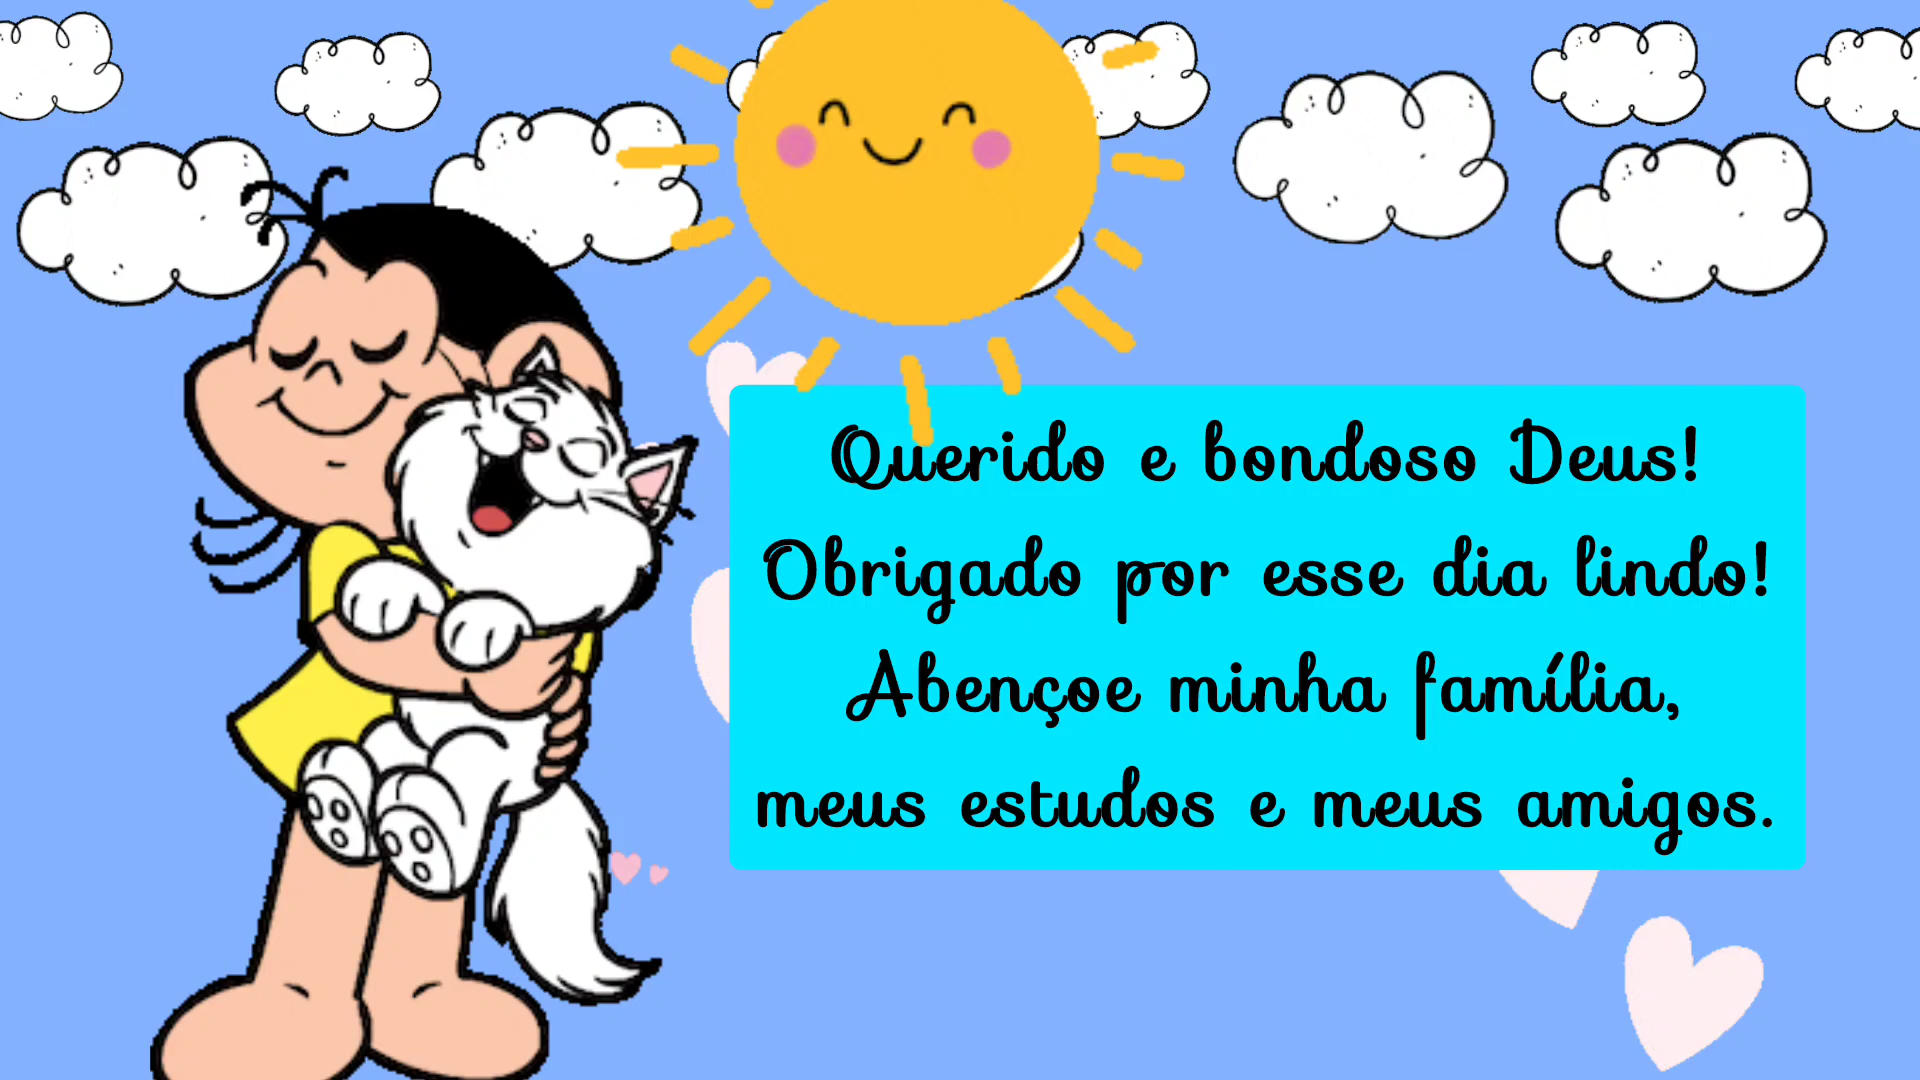 Querido e bondoso Deus!
Obrigado por esse dia lindo!
Abençoe minha família,
meus estudos e meus amigos.